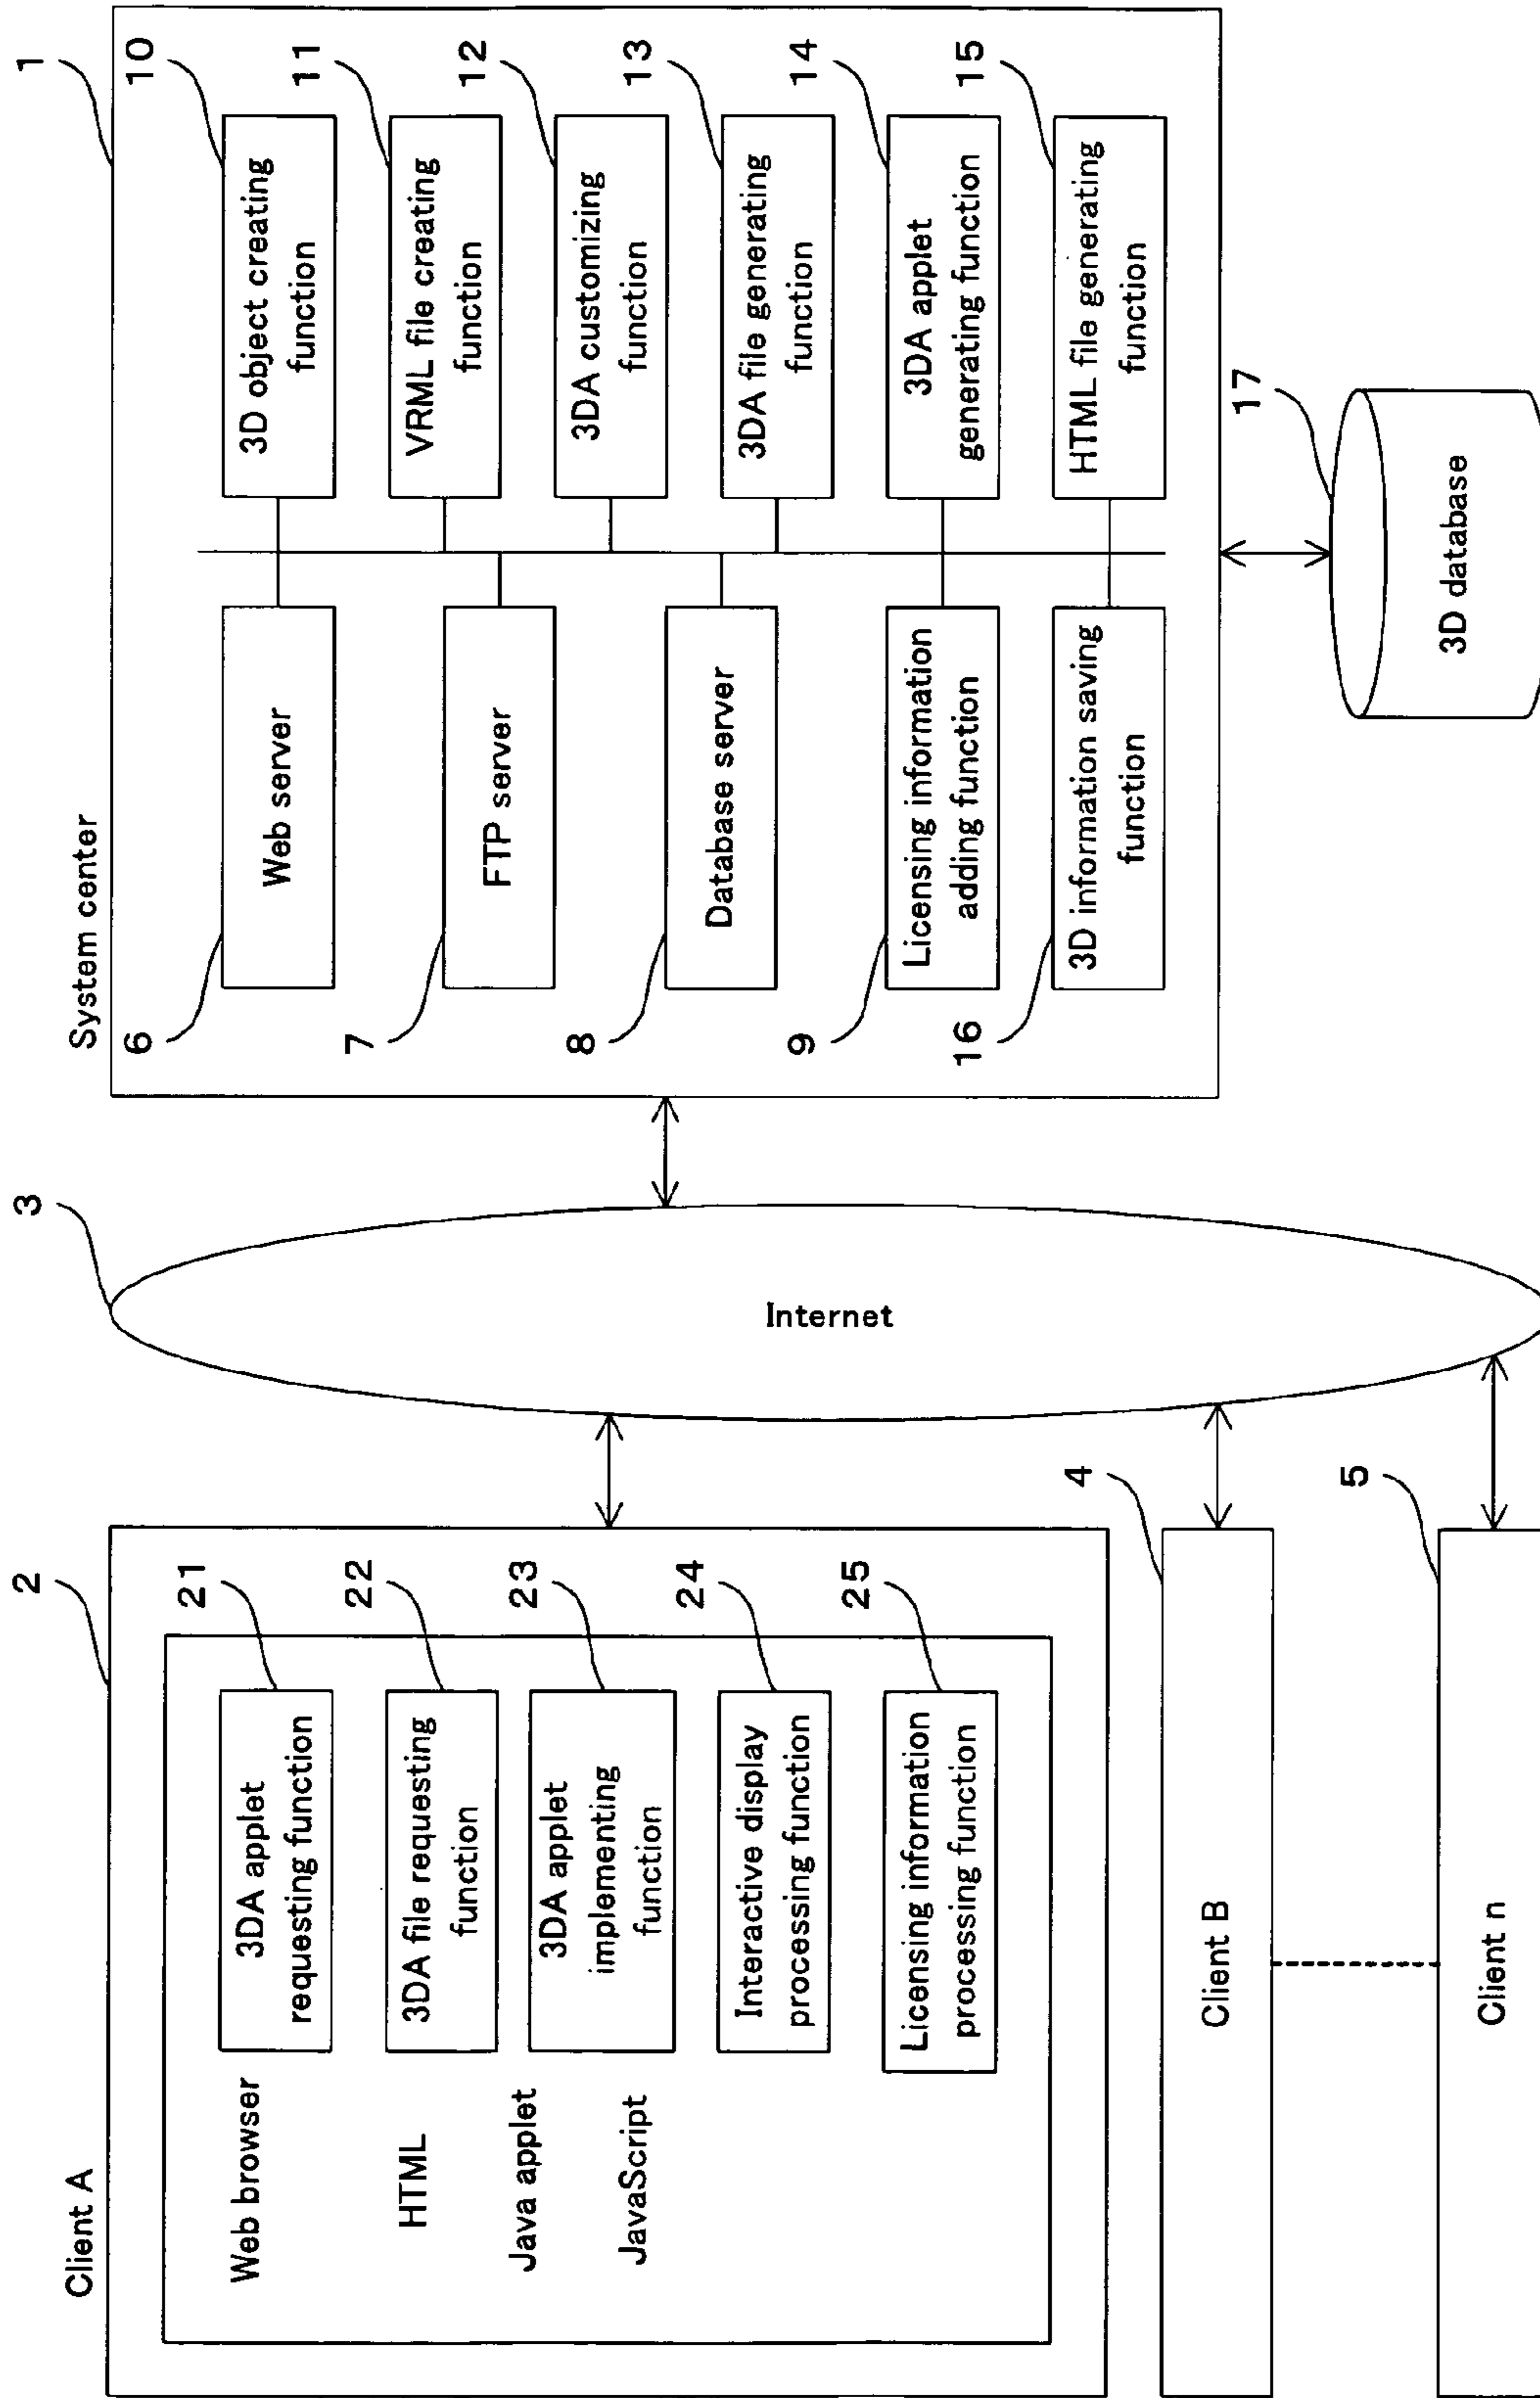 Client A
2
Web browser
HTML
Java applet
JavaScript
3DA applet
requesting function
21
3DA file requesting
function
22
3DA applet
implementing
function
23
Interactive display
processing function
24
Licensing information
processing function
25
Client B
4
Client n
5
3
Internet
System center
1
6
Web server
7
FTP server
8
Database server
9
Licensing information
adding function
16
3D information saving
function
10
3D object creating
function
11
VRML file creating
function
12
3DA customizing
function
13
3DA file generating
function
14
3DA applet
generating function
15
HTML file generating
function
17
3D database